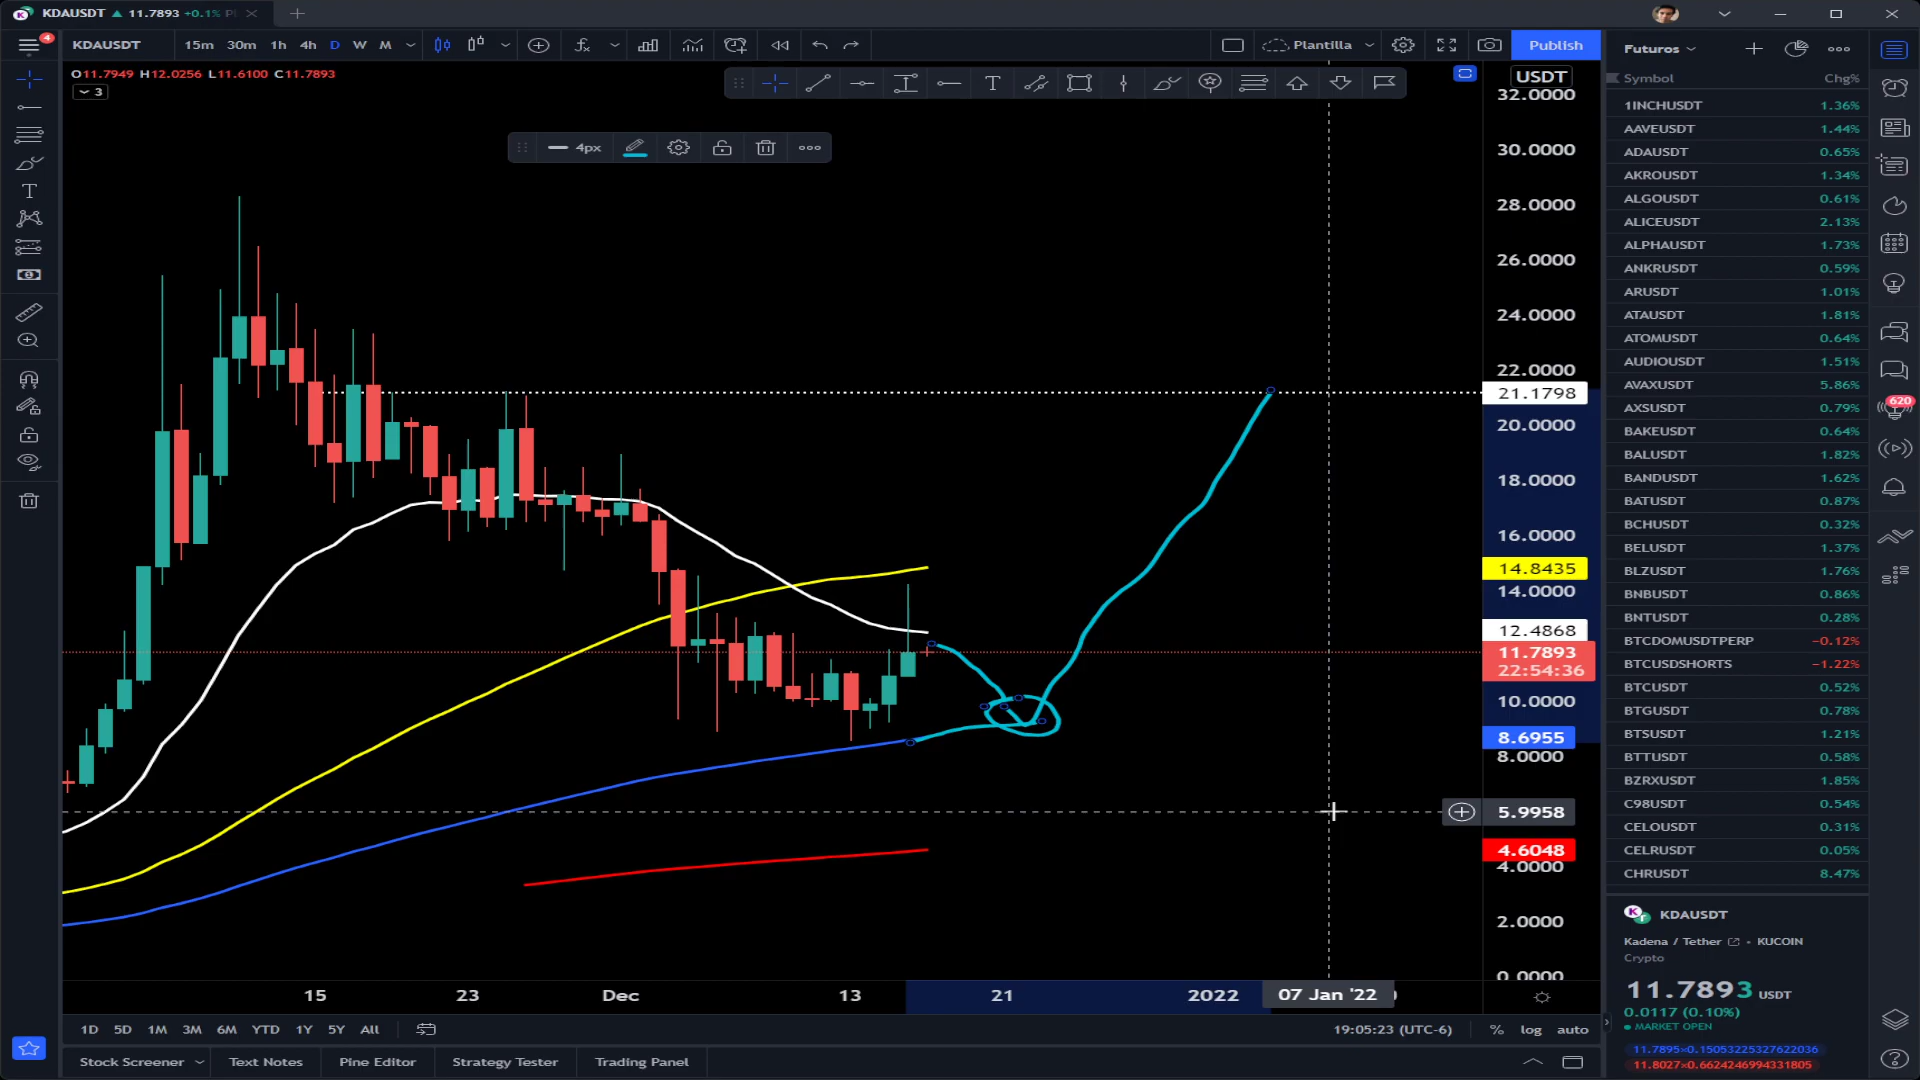 KDAUSDT ▲ 11.7893 +0.1%
4
KDAUSDT 15m 30m 1h 4h D W M Plantilla Publish
O11.7949 H12.0256 L11.6100 C11.7893
3
4px
USDT
32.0000
30.0000
28.0000
26.0000
24.0000
22.0000
21.1798
20.0000
18.0000
16.0000
14.8435
14.0000
12.4868
11.7893
22:54:36
10.0000
8.6955
8.0000
5.9958
4.6048
4.0000
2.0000
0.0000
15 23 Dec 13 21 2022 07 Jan '22
1D 5D 1M 3M 6M YTD 1Y 5Y All 19:05:23 (UTC-6) % log auto
Stock Screener Text Notes Pine Editor Strategy Tester Trading Panel
Futuros
Symbol Chg%
1INCHUSDT 1.36%
AAVEUSDT 1.44%
ADAUSDT 0.65%
AKROUSDT 1.34%
ALGOUSDT 0.61%
ALICEUSDT 2.13%
ALPHAUSDT 1.73%
ANKRUSDT 0.59%
ARUSDT 1.01%
ATAUSDT 1.81%
ATOMUSDT 0.64%
AUDIOUSDT 1.51%
AVAXUSDT 5.86%
AXSUSDT 0.79%
BAKEUSDT 0.64%
BALUSDT 1.82%
BANDUSDT 1.62%
BATUSDT 0.87%
BCHUSDT 0.32%
BELUSDT 1.37%
BLZUSDT 1.76%
BNBUSDT 0.86%
BNTUSDT 0.28%
BTCDOMUSDTPERP −0.12%
BTCUSDSHORTS −1.22%
BTCUSDT 0.52%
BTGUSDT 0.78%
BTSUSDT 1.21%
BTTUSDT 0.58%
BZRXUSDT 1.85%
C98USDT 0.54%
CELOUSDT 0.31%
CELRUSDT 0.05%
CHRUSDT 8.47%
KDAUSDT
Kadena / Tether • KUCOIN
Crypto
11.7893 USDT
0.0117 (0.10%)
● MARKET OPEN
11.7895×0.15053225327622036
11.8027×0.6624246994331805
620